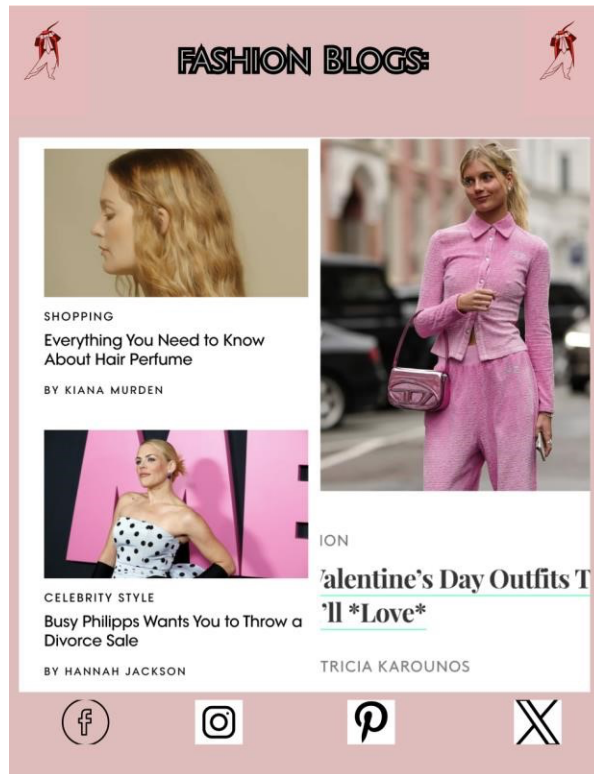 FASHION BLOGS:
SHOPPING
Everything You Need to Know
About Hair Perfume
BY KIANA MURDEN
CELEBRITY STYLE
Busy Philipps Wants You to Throw a
Divorce Sale
BY HANNAH JACKSON
ION
alentine's Day Outfits T
'll *Love*
TRICIA KAROUNOS